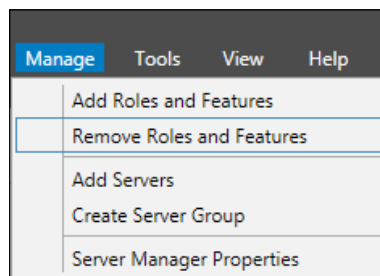 Manage Tools View Help
Add Roles and Features
Remove Roles and Features
Add Servers
Create Server Group
Server Manager Properties